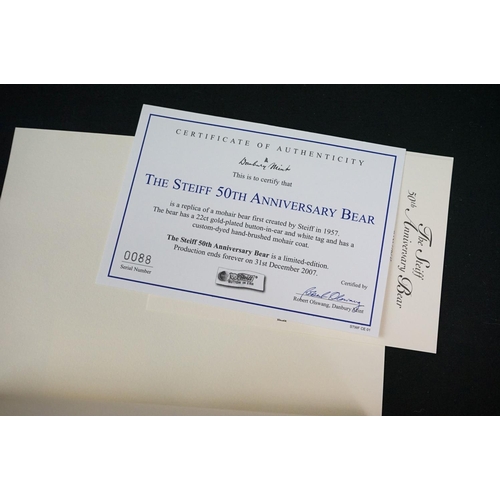 CERTIFICATE OF AUTHENTICITY
Danbury Mint
This is to certify that
THE STEIFF 50TH ANNIVERSARY BEAR
is a replica of a mohair bear first created by Steiff in 1957.
The bear has a 22ct gold-plated button-in-ear and white tag and has a
custom-dyed hand-brushed mohair coat.
The Steiff 50th Anniversary Bear is a limited-edition.
Production ends forever on 31st December 2007.
0088
Serial Number
Certified by
Robert Olswang, Danbury Mint
The Steiff
50th Anniversary Bear